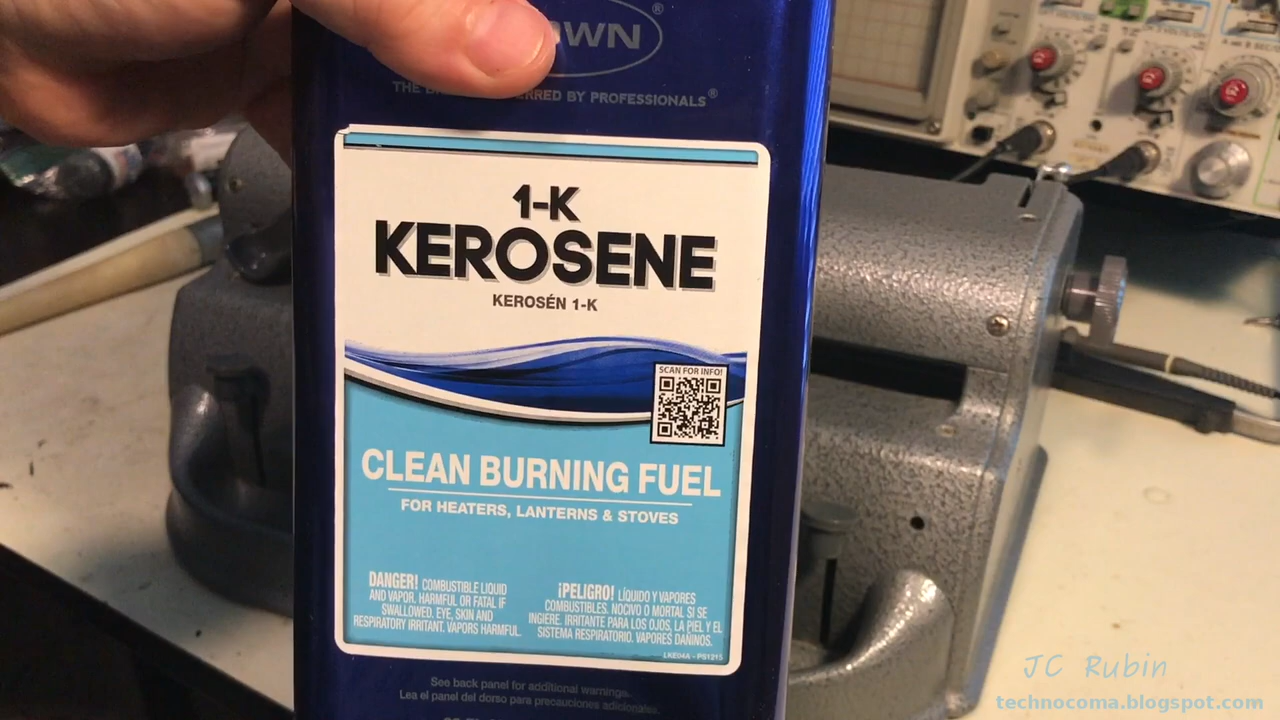 WN®
THE PREFERRED BY PROFESSIONALS®
1-K
KEROSENE
KEROSÉN 1-K
SCAN FOR INFO!
CLEAN BURNING FUEL
FOR HEATERS, LANTERNS & STOVES
DANGER! COMBUSTIBLE LIQUID
AND VAPOR. HARMFUL OR FATAL IF
SWALLOWED, EYE, SKIN AND
RESPIRATORY IRRITANT. VAPORS HARMFUL.
¡PELIGRO! LÍQUIDO Y VAPORES
COMBUSTIBLES. NOCIVO O MORTAL SI SE
INGIERE. IRRITANTE PARA LOS OJOS, LA PIEL Y EL
SISTEMA RESPIRATORIO. VAPORES DAÑINOS.
LKE04A - PS1215
See back panel for additional warnings.
Lea el panel del dorso para precauciones adicionales.
JC Rubin
technocoma.blogspot.com